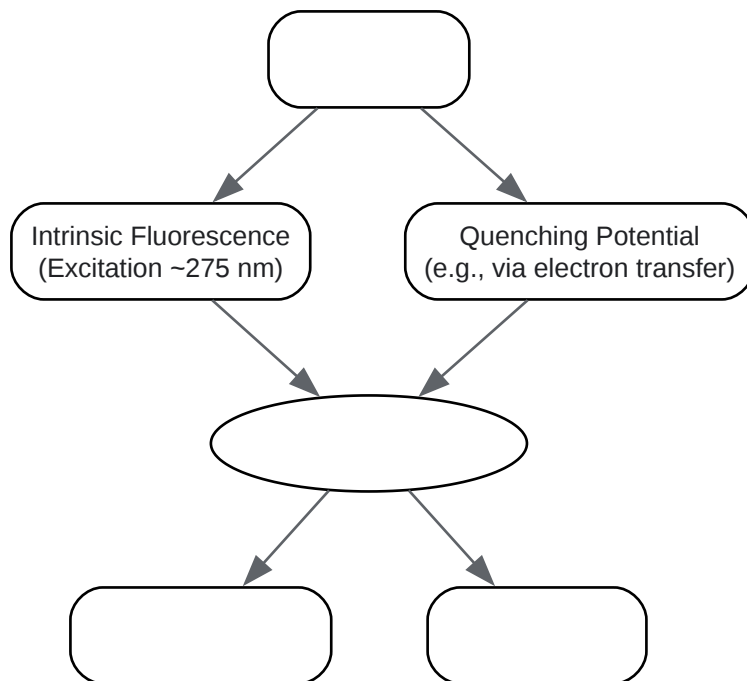 Intrinsic Fluorescence
(Excitation ~275 nm)
Quenching Potential
(e.g., via electron transfer)